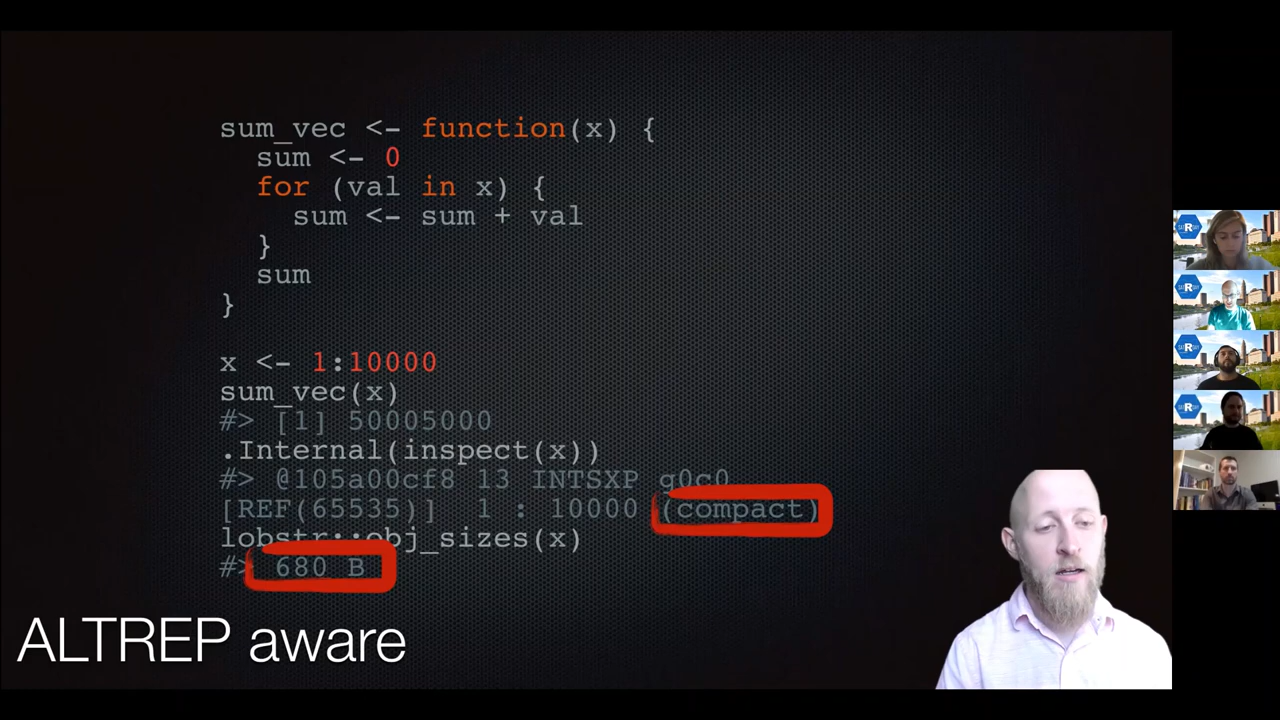 sum_vec <- function(x) {
sum <- 0
for (val in x) {
sum <- sum + val
}
sum
}
x <- 1:10000
sum_vec(x)
#> [1] 50005000
.Internal(inspect(x))
#> @105a00cf8 13 INTSXP g0c0
[REF(65535)] 1 : 10000 (compact)
lobstr::obj_sizes(x)
#> 680 B
ALTREP aware